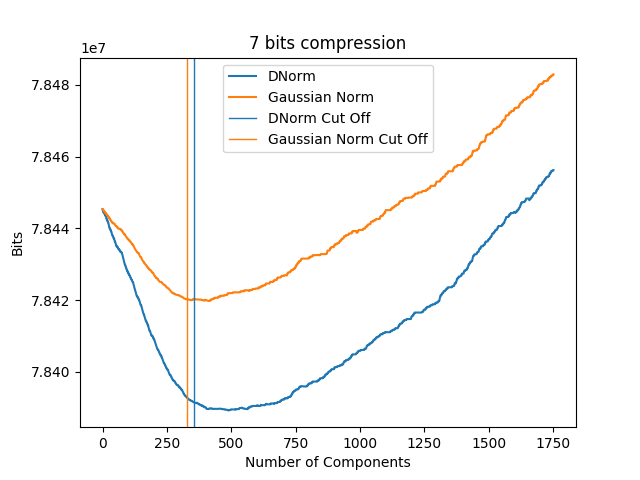 7 bits compression
1e7
7.848
7.846
7.844
7.842
7.840
Bits
DNorm
Gaussian Norm
DNorm Cut Off
Gaussian Norm Cut Off
0 250 500 750 1000 1250 1500 1750
Number of Components